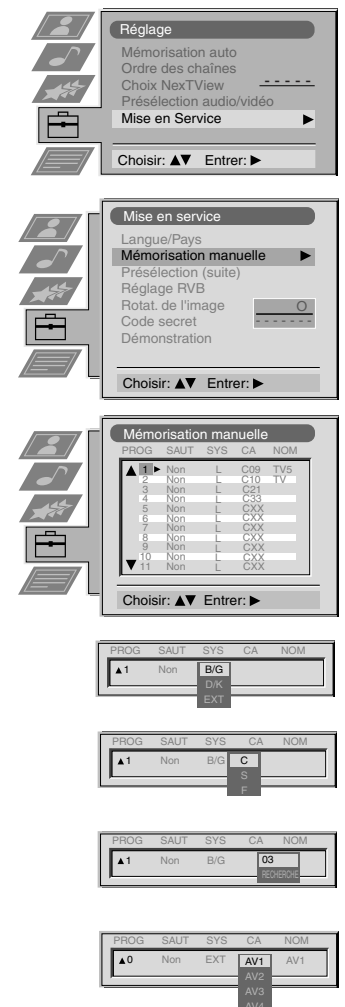 Réglage
Mémorisation auto
Ordre des chaînes
Choix NexTView - - - - -
Présélection audio/vidéo
Mise en Service ▶
Choisir: ▲▼ Entrer: ▶
Mise en service
Langue/Pays
Mémorisation manuelle ▶
Présélection (suite)
Réglage RVB
Rotat. de l'image O
Code secret - - - - - - -
Démonstration
Choisir: ▲▼ Entrer: ▶
Mémorisation manuelle
PROG SAUT SYS CA NOM
▲ 1 ▶ Non L C09 TV5
2 Non L C10 TV
3 Non L C21
4 Non L C33
5 Non L CXX
6 Non L CXX
7 Non L CXX
8 Non L CXX
9 Non L CXX
10 Non L CXX
▼ 11 Non L CXX
Choisir: ▲▼ Entrer: ▶
PROG SAUT SYS CA NOM
▲1 Non B/G
D/K
EXT
PROG SAUT SYS CA NOM
▲1 Non B/G C
S
F
PROG SAUT SYS CA NOM
▲1 Non B/G 03
RECHERCHE
PROG SAUT SYS CA NOM
▲0 Non EXT AV1 AV1
AV2
AV3
AV4